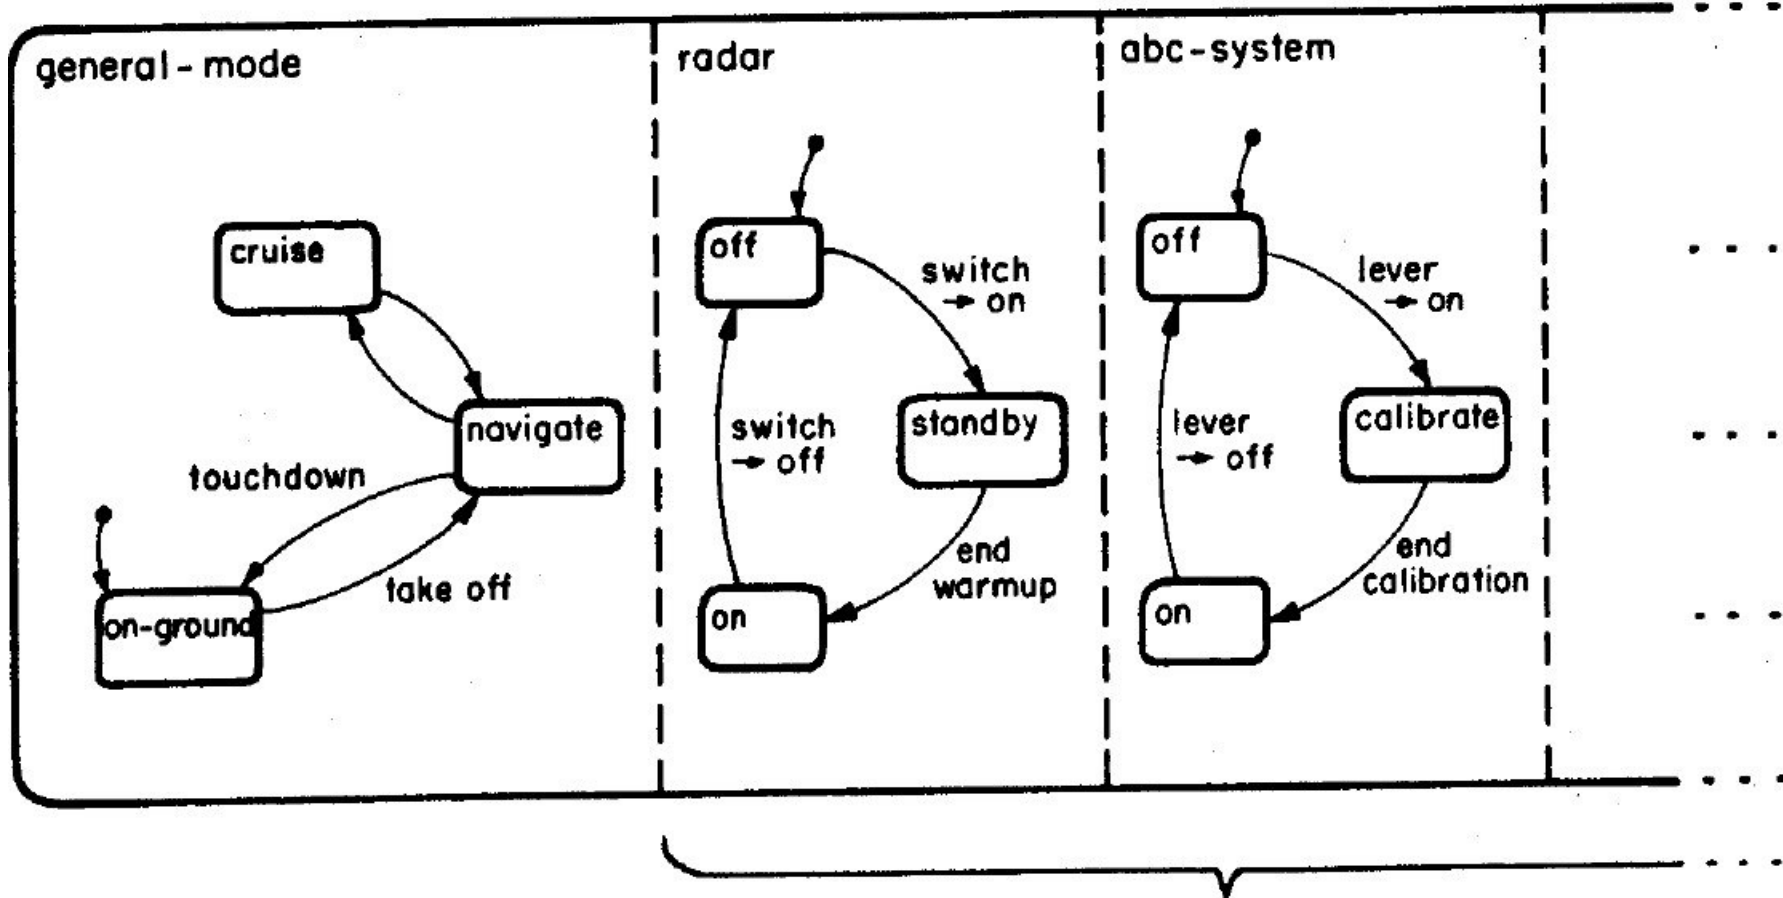 general-mode
cruise
navigate
touchdown
take off
on-ground
radar
off
switch
→ on
standby
switch
→ off
end
warmup
on
abc-system
off
lever
→ on
calibrate
lever
→ off
end
calibration
on